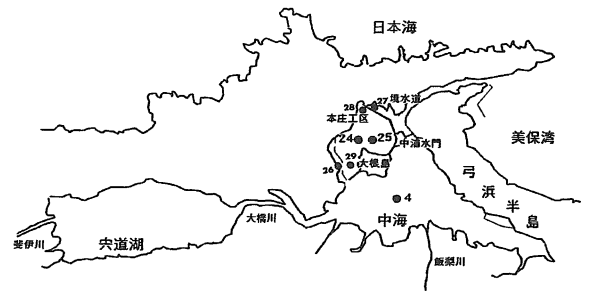 日本海
28
27
境水道
本庄工区
美保湾
24
25
中浦水門
29
大根島
26
弓浜半島
4
中海
大橋川
宍道湖
斐伊川
飯梨川